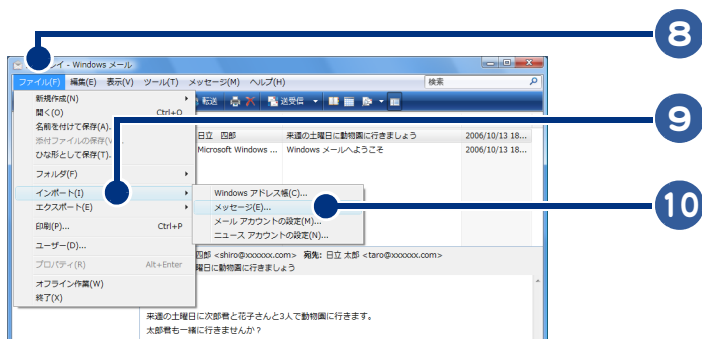 8
- Windows メール
ファイル(F) 編集(E) 表示(V) ツール(T) メッセージ(M) ヘルプ(H) 検索
転送 送受信
新規作成(N)
開く(O) Ctrl+O
名前を付けて保存(A)...
添付ファイルの保存(V)...
ひな形として保存(T)...
フォルダ(F)
インポート(I)
エクスポート(E)
印刷(P)... Ctrl+P
ユーザー(D)...
プロパティ(R) Alt+Enter
オフライン作業(W)
終了(X)
日立 四郎 来週の土曜日に動物園に行きましょう 2006/10/13 18...
Microsoft Windows ... Windows メールへようこそ 2006/10/13 18...
9
Windows アドレス帳(C)...
メッセージ(E)...
メール アカウントの設定(M)...
ニュース アカウントの設定(N)...
10
四郎 <shiro@xxxxxx.com> 宛先: 日立 太郎 <taro@xxxxxx.com>
曜日に動物園に行きましょう
来週の土曜日に次郎君と花子さんと3人で動物園に行きます。
太郎君も一緒に行きませんか？